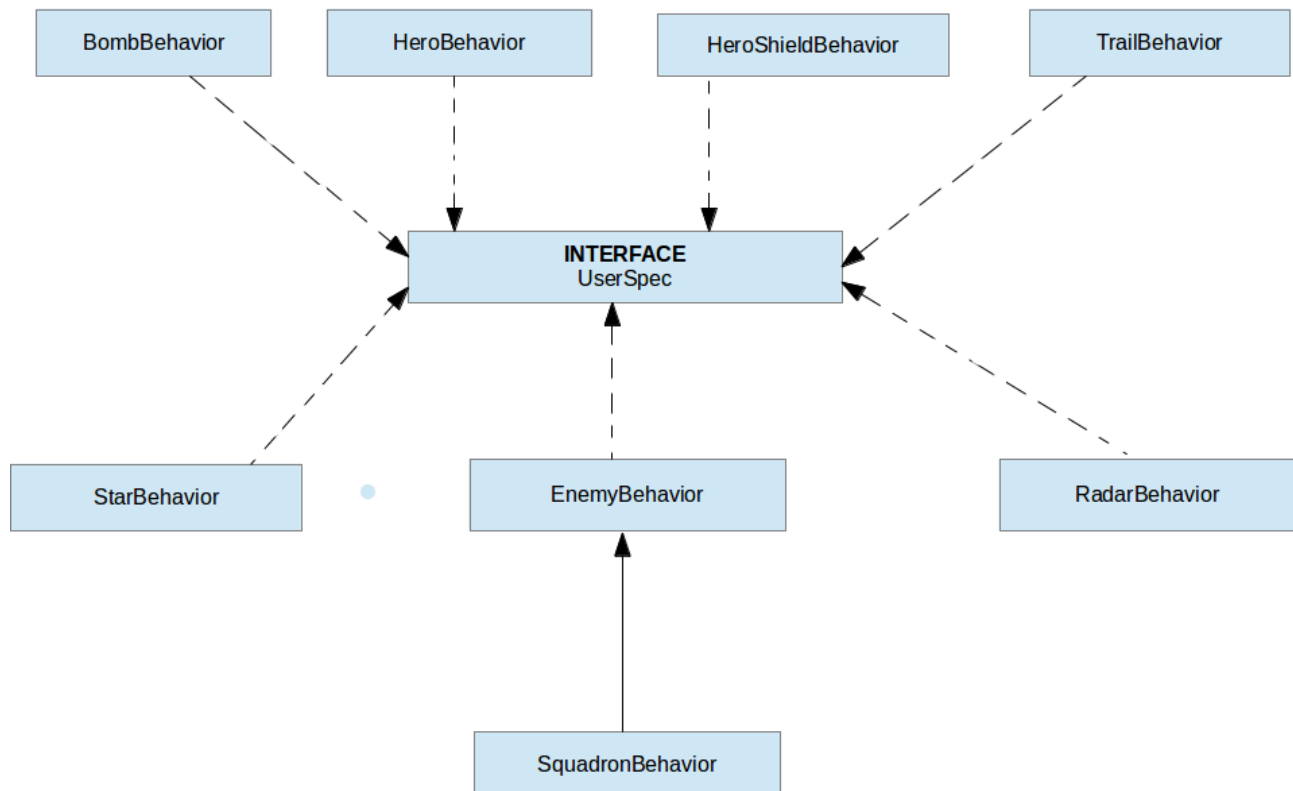 BombBehavior
HeroBehavior
HeroShieldBehavior
TrailBehavior
INTERFACE
UserSpec
StarBehavior
EnemyBehavior
RadarBehavior
SquadronBehavior